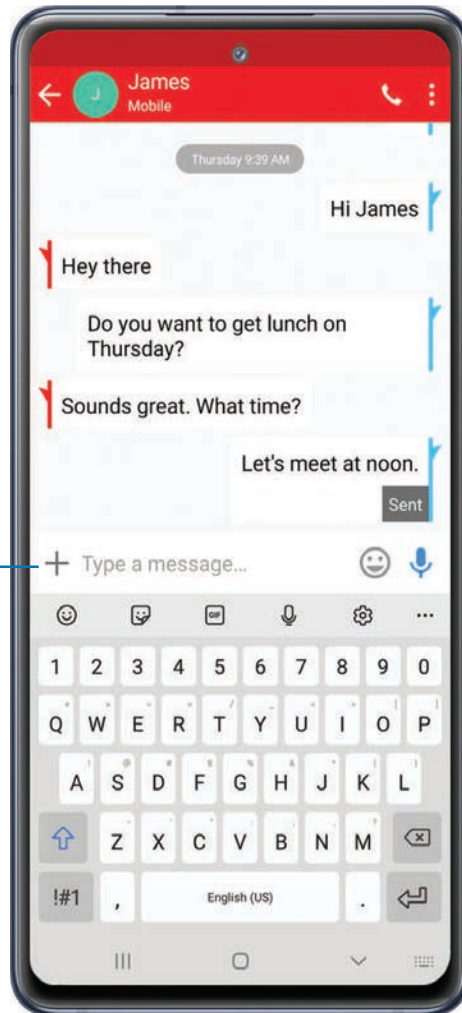 J
James
Mobile
Thursday 9:39 AM
Hi James
Hey there
Do you want to get lunch on
Thursday?
Sounds great. What time?
Let's meet at noon.
Sent
Type a message...
GIF
1 2 3 4 5 6 7 8 9 0
Q W E R T Y U I O P
A S D F G H J K L
Z X C V B N M
!#1 , English (US) .